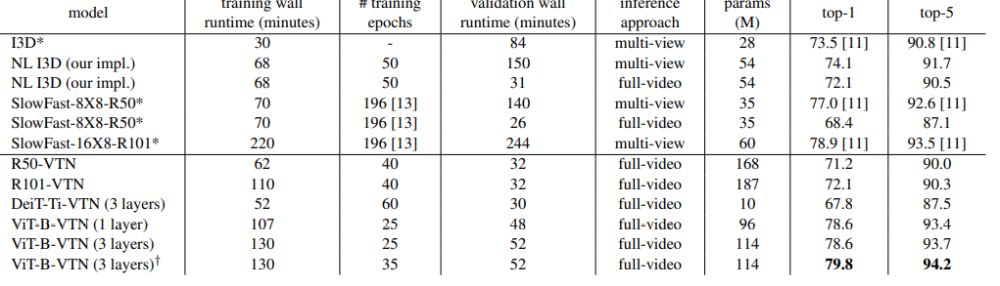 model | training wall runtime (minutes) | # training epochs | validation wall runtime (minutes) | inference approach | params (M) | top-1 | top-5
I3D* | 30 | - | 84 | multi-view | 28 | 73.5 [11] | 90.8 [11]
NL I3D (our impl.) | 68 | 50 | 150 | multi-view | 54 | 74.1 | 91.7
NL I3D (our impl.) | 68 | 50 | 31 | full-video | 54 | 72.1 | 90.5
SlowFast-8X8-R50* | 70 | 196 [13] | 140 | multi-view | 35 | 77.0 [11] | 92.6 [11]
SlowFast-8X8-R50* | 70 | 196 [13] | 26 | full-video | 35 | 68.4 | 87.1
SlowFast-16X8-R101* | 220 | 196 [13] | 244 | multi-view | 60 | 78.9 [11] | 93.5 [11]
R50-VTN | 62 | 40 | 32 | full-video | 168 | 71.2 | 90.0
R101-VTN | 110 | 40 | 32 | full-video | 187 | 72.1 | 90.3
DeiT-Ti-VTN (3 layers) | 52 | 60 | 30 | full-video | 10 | 67.8 | 87.5
ViT-B-VTN (1 layer) | 107 | 25 | 48 | full-video | 96 | 78.6 | 93.4
ViT-B-VTN (3 layers) | 130 | 25 | 52 | full-video | 114 | 78.6 | 93.7
ViT-B-VTN (3 layers)† | 130 | 35 | 52 | full-video | 114 | 79.8 | 94.2